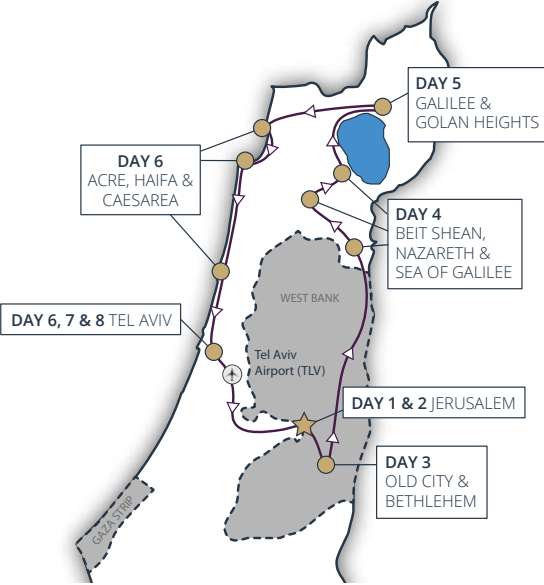 DAY 5
GALILEE &
GOLAN HEIGHTS
DAY 6
ACRE, HAIFA &
CAESAREA
DAY 4
BEIT SHEAN,
NAZARETH &
SEA OF GALILEE
WEST BANK
DAY 6, 7 & 8 TEL AVIV
Tel Aviv
Airport (TLV)
DAY 1 & 2 JERUSALEM
DAY 3
OLD CITY &
BETHLEHEM
GAZA STRIP